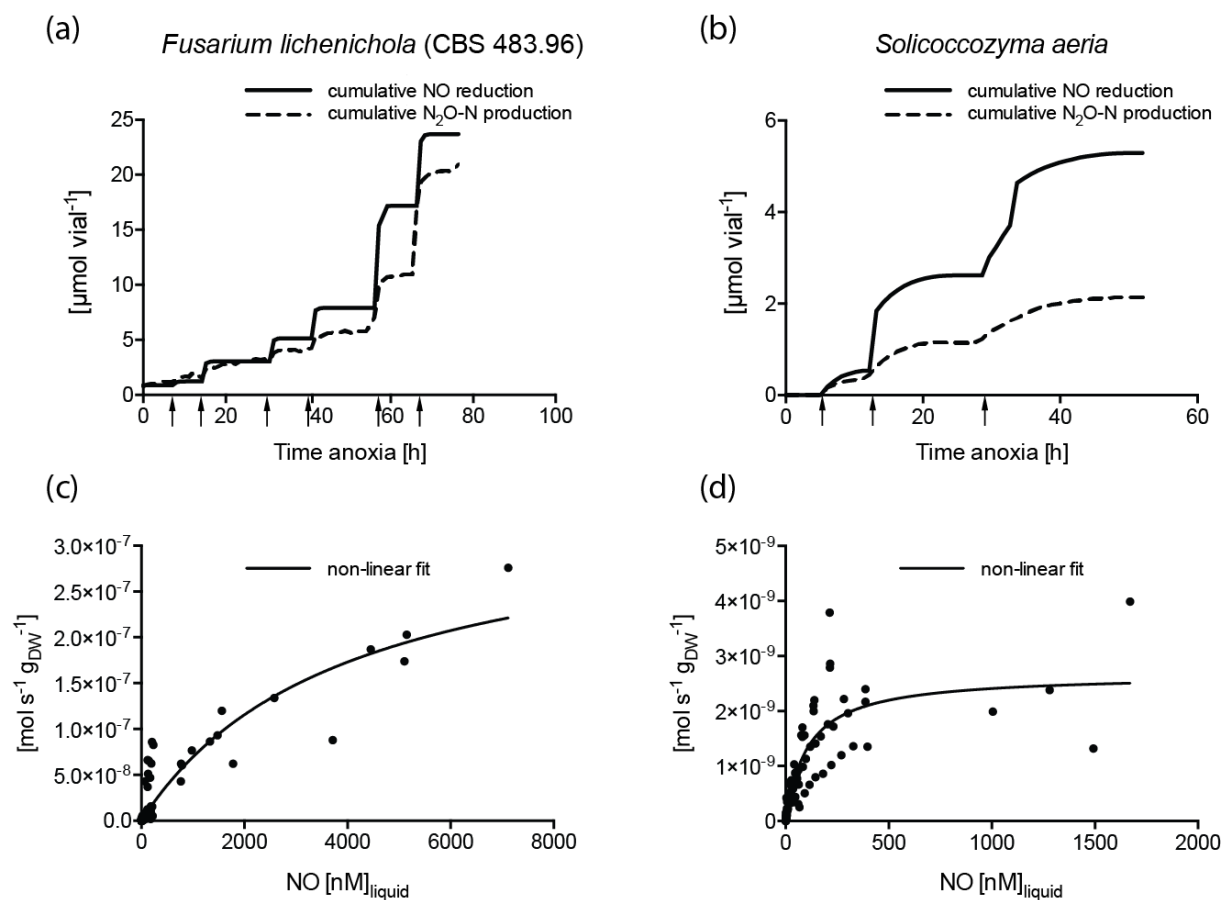 (a)
Fusarium lichenichola (CBS 483.96)
cumulative NO reduction
cumulative N₂O-N production
25
20
15
10
5
0
[µmol vial⁻¹]
0 20 40 60 80 100
Time anoxia [h]
(b)
Solicoccozyma aeria
cumulative NO reduction
cumulative N₂O-N production
6
4
2
0
[µmol vial⁻¹]
0 20 40 60
Time anoxia [h]
(c)
3.0×10⁻⁷
2.5×10⁻⁷
2.0×10⁻⁷
1.5×10⁻⁷
1.0×10⁻⁷
5.0×10⁻⁸
0.0
[mol s⁻¹ g_DW⁻¹]
non-linear fit
0 2000 4000 6000 8000
NO [nM]liquid
(d)
5×10⁻⁹
4×10⁻⁹
3×10⁻⁹
2×10⁻⁹
1×10⁻⁹
0
[mol s⁻¹ g_DW⁻¹]
non-linear fit
0 500 1000 1500 2000
NO [nM]liquid